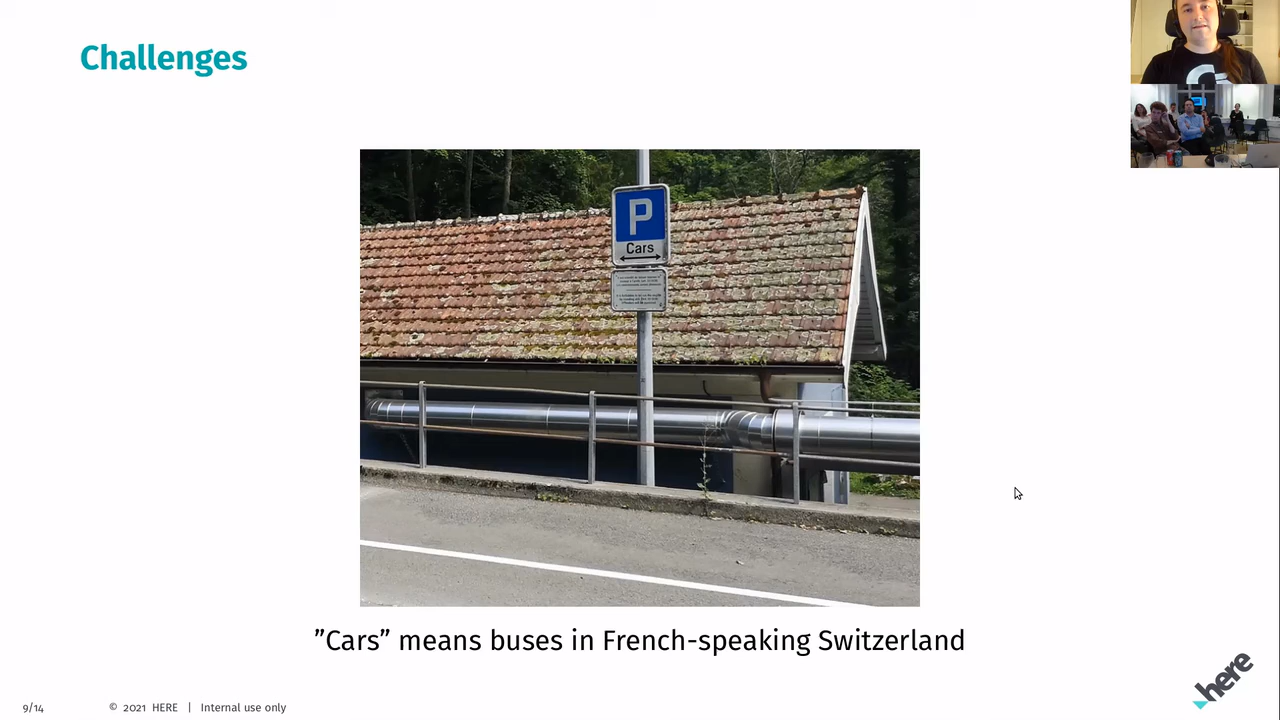 Challenges
P
Cars
”Cars” means buses in French-speaking Switzerland
9/14
© 2021 HERE | Internal use only
here